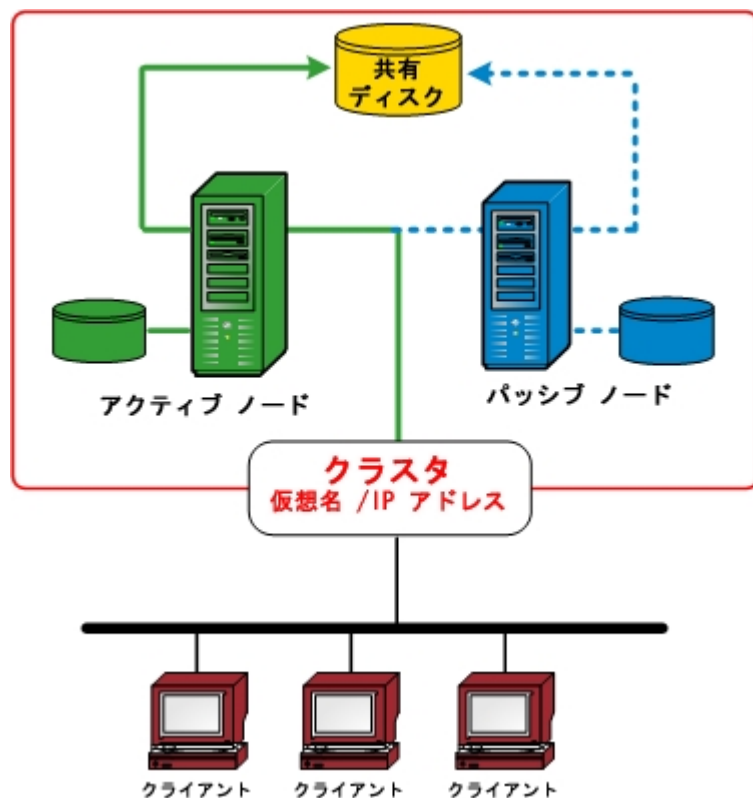 共有
ディスク
アクティブ ノード
パッシブ ノード
クラスタ
仮想名 /IP アドレス
クライアント
クライアント
クライアント